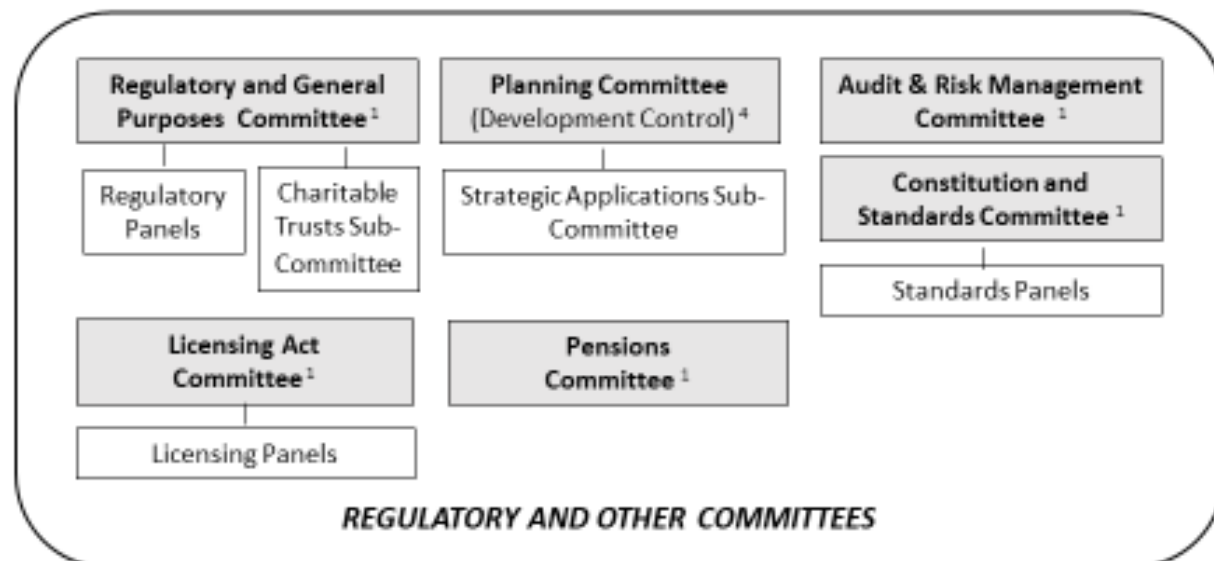 Regulatory and General
Purposes Committee ¹
Regulatory
Panels
Charitable
Trusts Sub-
Committee
Planning Committee
(Development Control) ⁴
Strategic Applications Sub-
Committee
Audit & Risk Management
Committee ¹
Constitution and
Standards Committee ¹
Standards Panels
Licensing Act
Committee ¹
Licensing Panels
Pensions
Committee ¹
REGULATORY AND OTHER COMMITTEES